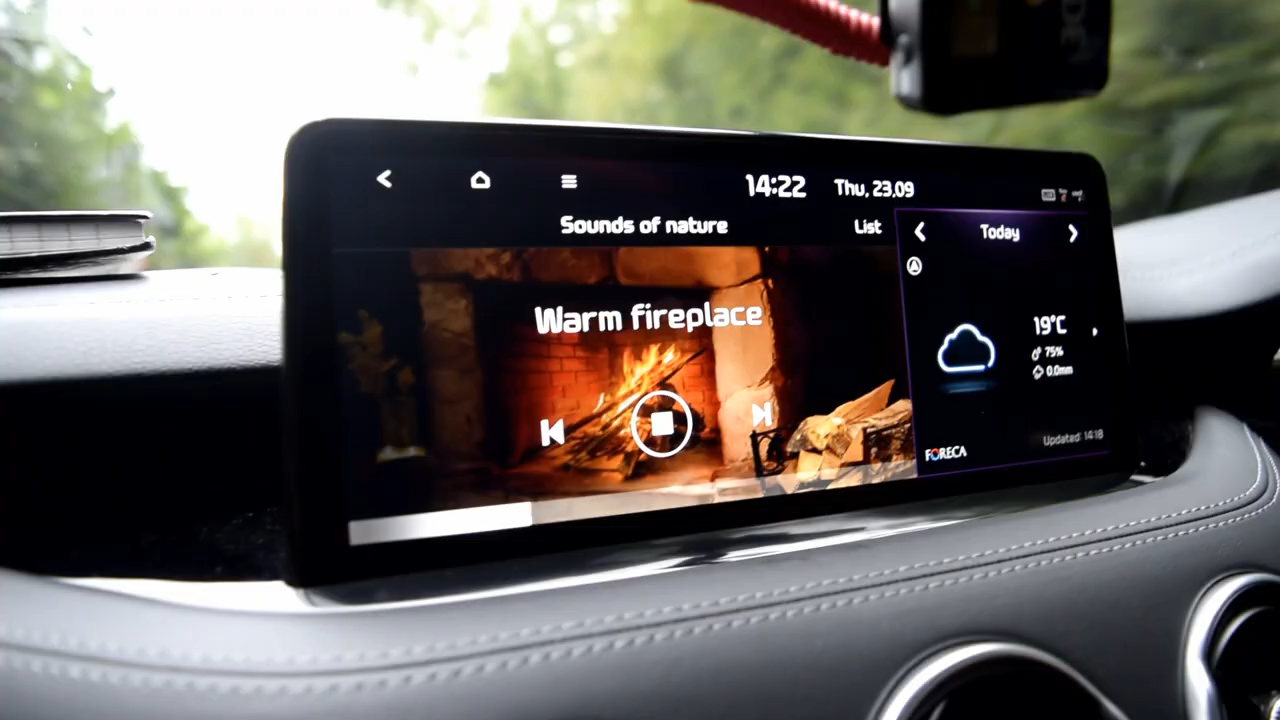 14:22 Thu, 23.09
Sounds of nature List
Today
Warm fireplace
19°C
75%
0.0mm
Updated: 14:18
FORECA